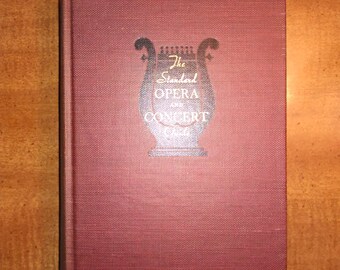 The
Standard
OPERA
AND
CONCERT
Guide